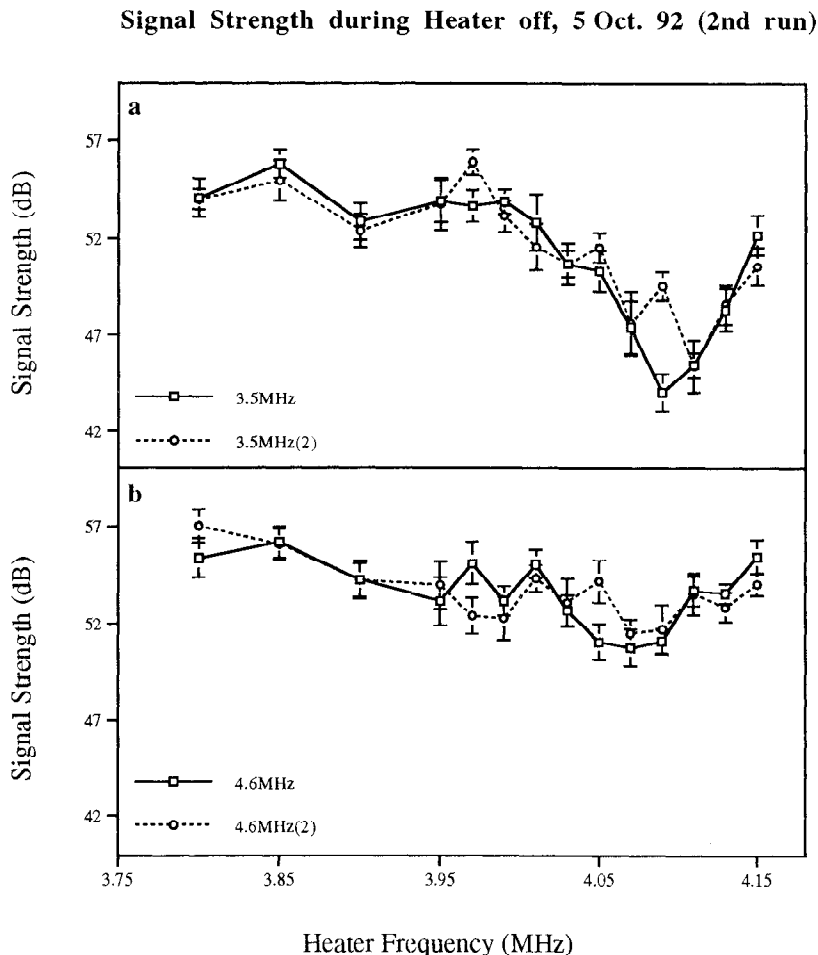 Signal Strength during Heater off, 5 Oct. 92 (2nd run)
a
57
52
47
42
Signal Strength (dB)
3.5MHz
3.5MHz(2)
b
57
52
47
42
Signal Strength (dB)
4.6MHz
4.6MHz(2)
3.75 3.85 3.95 4.05 4.15
Heater Frequency (MHz)